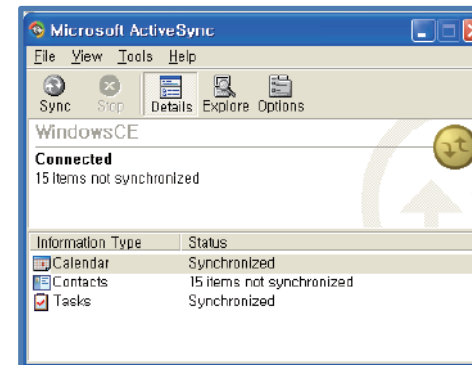 Microsoft ActiveSync
File View Tools Help
Sync Stop Details Explore Options
WindowsCE
Connected
15 items not synchronized
Information Type Status
Calendar Synchronized
Contacts 15 items not synchronized
Tasks Synchronized